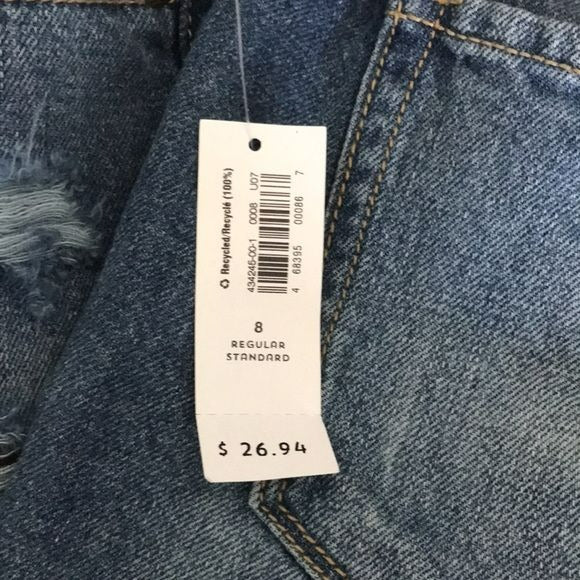 Recycled/Recyclé (100%)
434246-00-1 0008 U07
4 68395 00086 7
8
REGULAR
STANDARD
$ 26.94